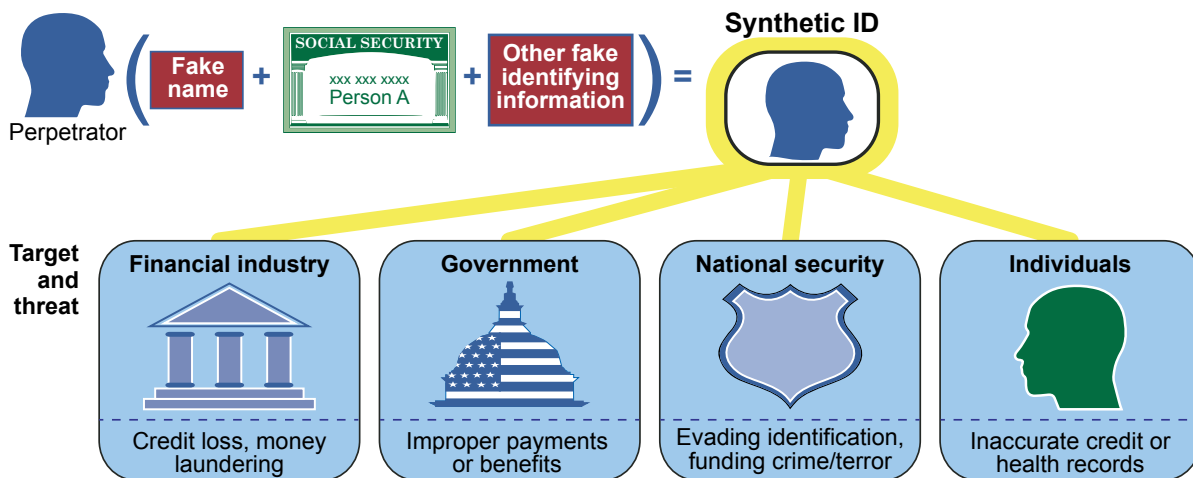 Synthetic ID
Perpetrator
(
Fake
name
+
SOCIAL SECURITY
xxx xxx xxxx
Person A
+
Other fake
identifying
information
)
=
Target
and
threat
Financial industry
Credit loss, money
laundering
Government
Improper payments
or benefits
National security
Evading identification,
funding crime/terror
Individuals
Inaccurate credit or
health records